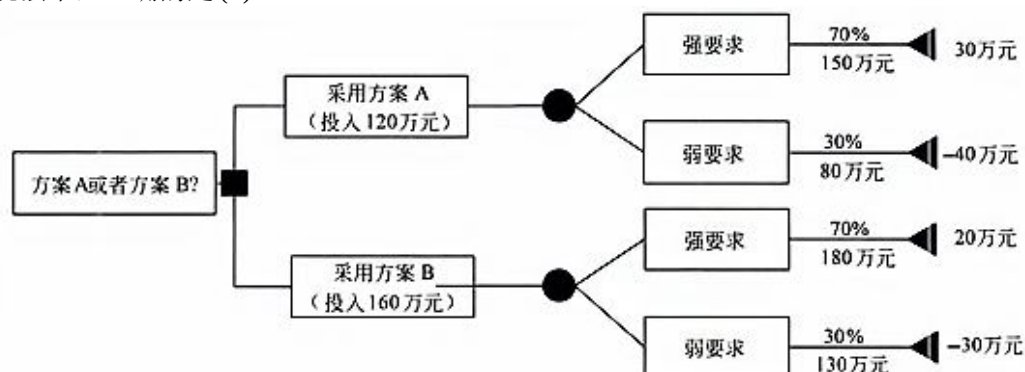 强要求
70%
150万元
30万元
采用方案 A
（投入120万元）
弱要求
30%
80万元
-40万元
方案A或者方案 B?
强要求
70%
180万元
20万元
采用方案 B
（投入160万元）
弱要求
30%
130万元
-30万元